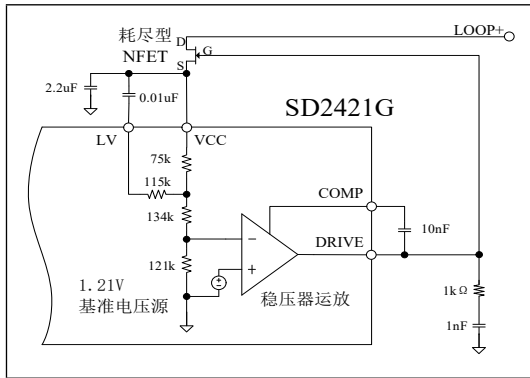 LOOP+
耗尽型
NFET
D
G
S
2.2uF
0.01uF
SD2421G
LV
VCC
75k
115k
134k
121k
COMP
DRIVE
10nF
1.21V
基准电压源
稳压器运放
1kΩ
1nF